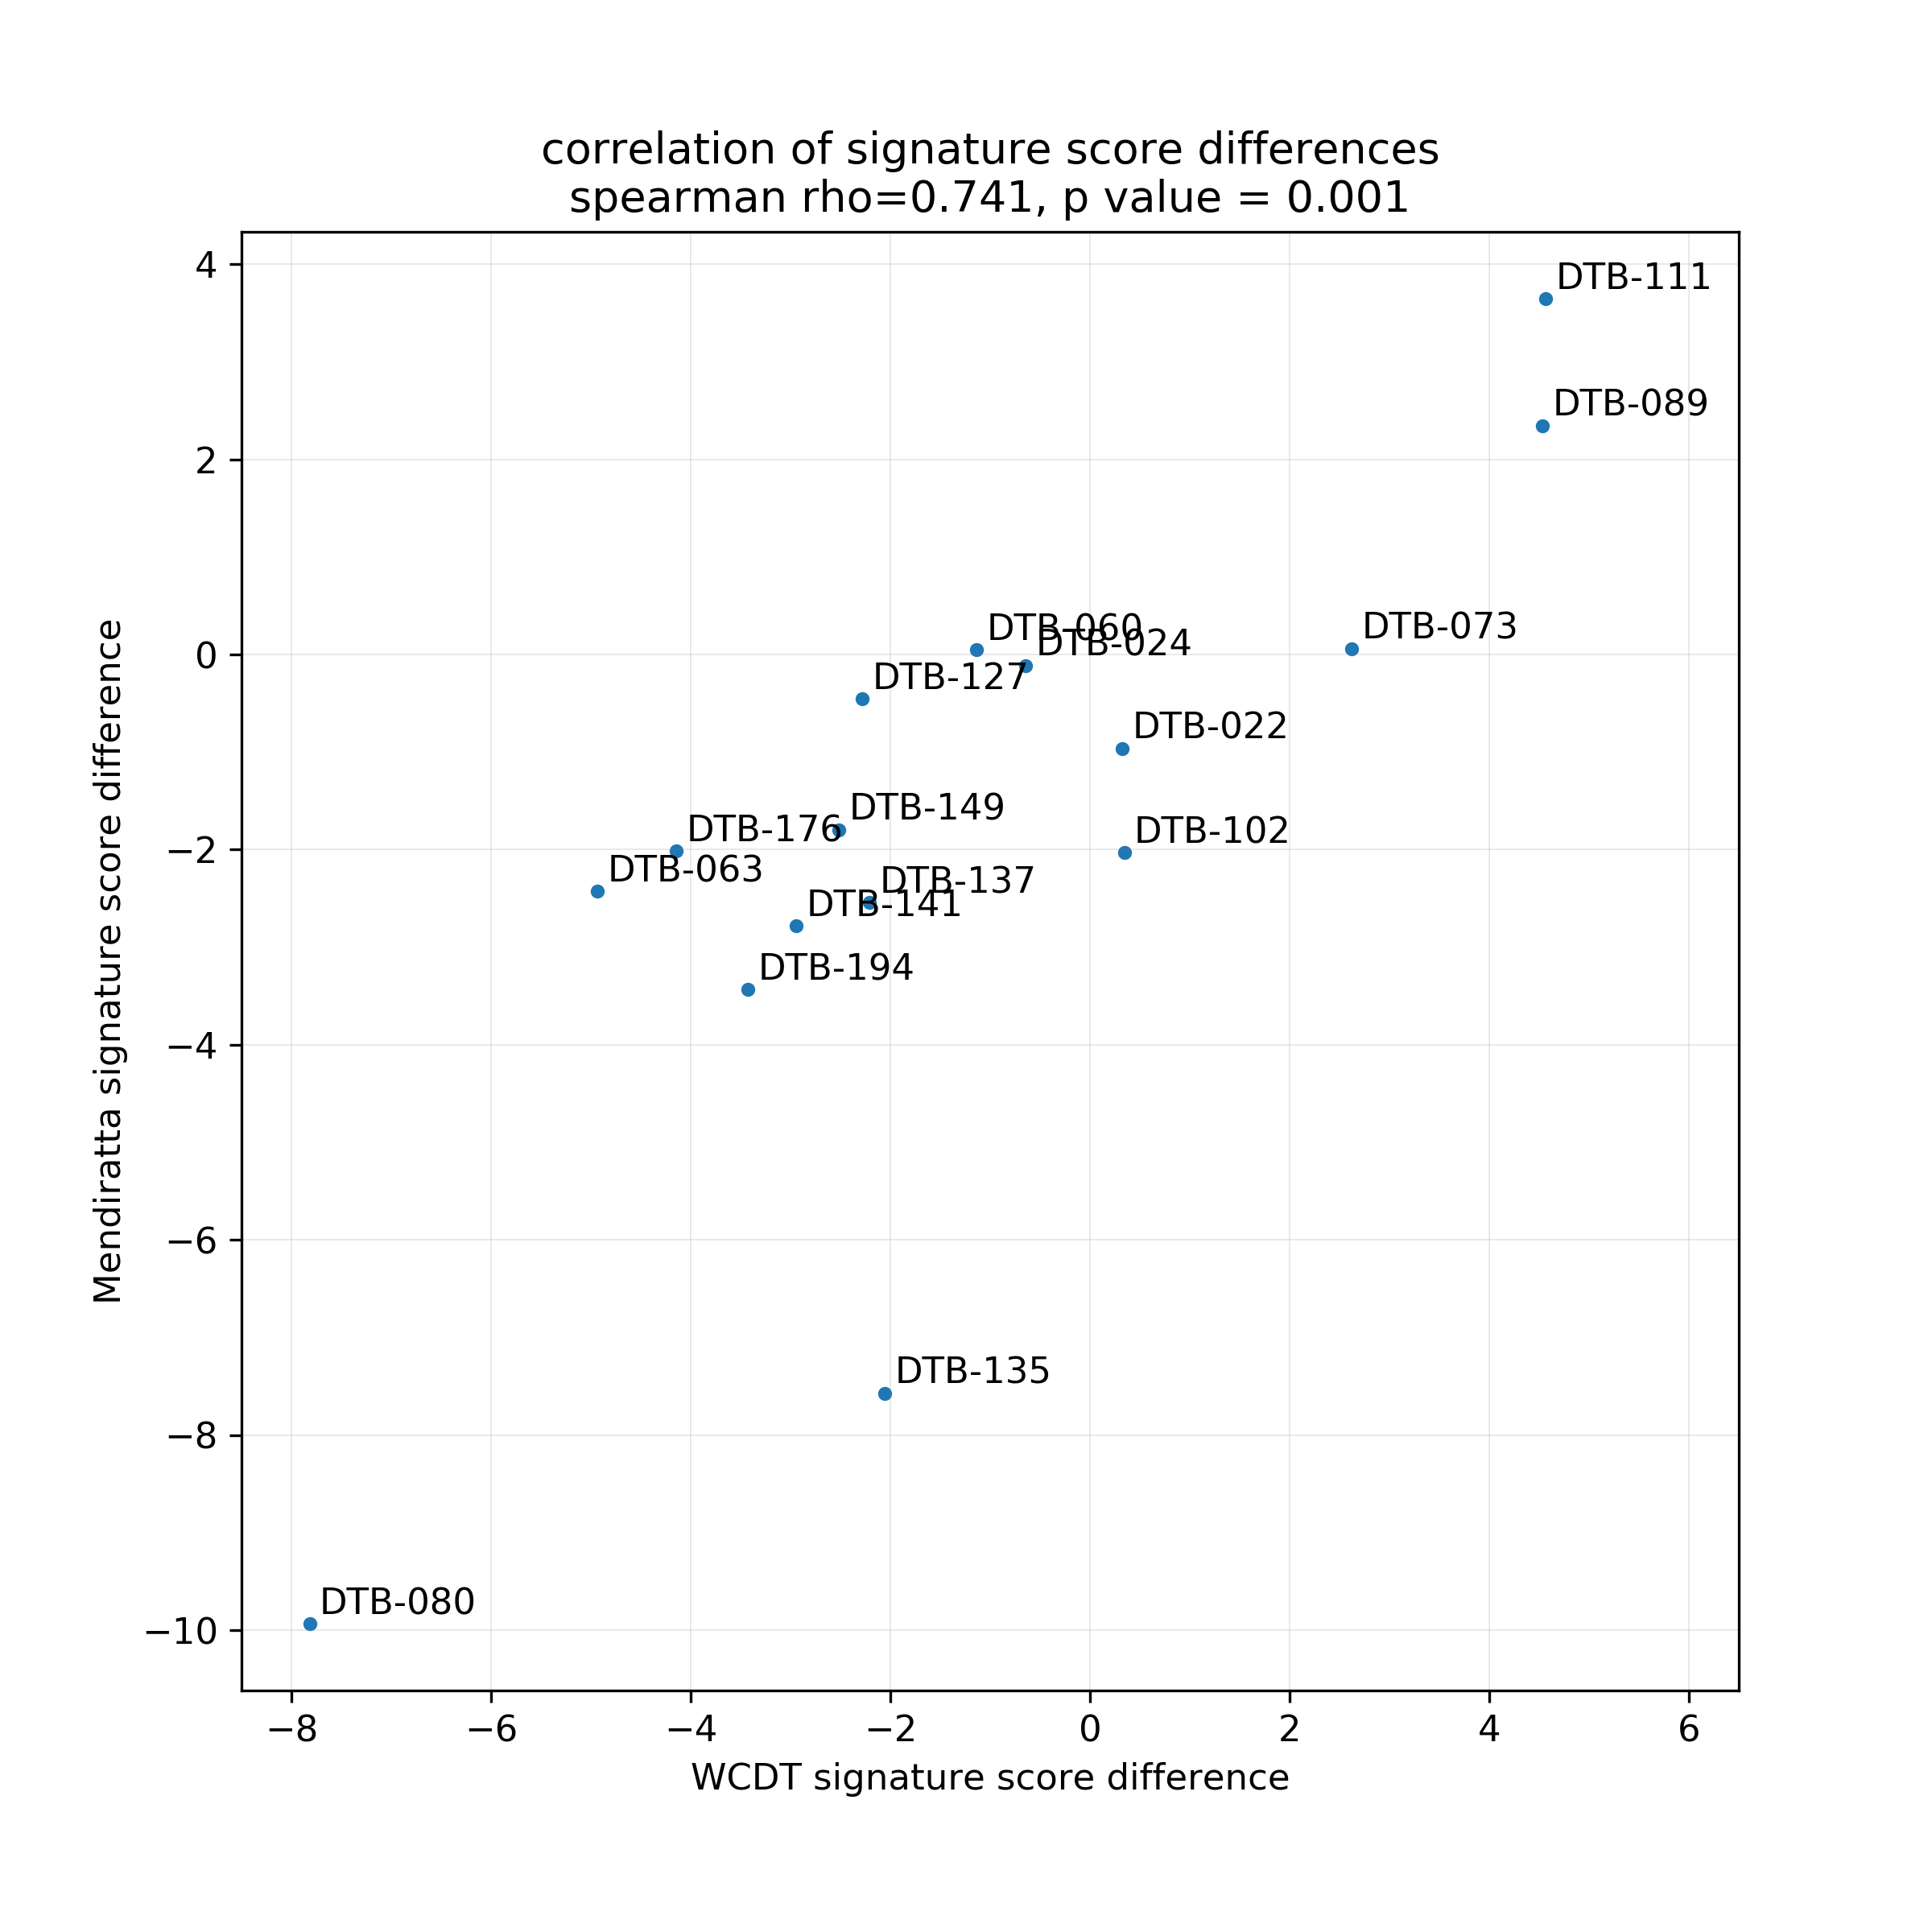 correlation of signature score differences
spearman rho=0.741, p value = 0.001
4
2
0
−2
−4
−6
−8
−10
Mendiratta signature score difference
DTB-111
DTB-089
DTB-060
DTB-024
DTB-073
DTB-127
DTB-022
DTB-149
DTB-176
DTB-102
DTB-063
DTB-137
DTB-141
DTB-194
DTB-135
DTB-080
−8
−6
−4
−2
0
2
4
6
WCDT signature score difference